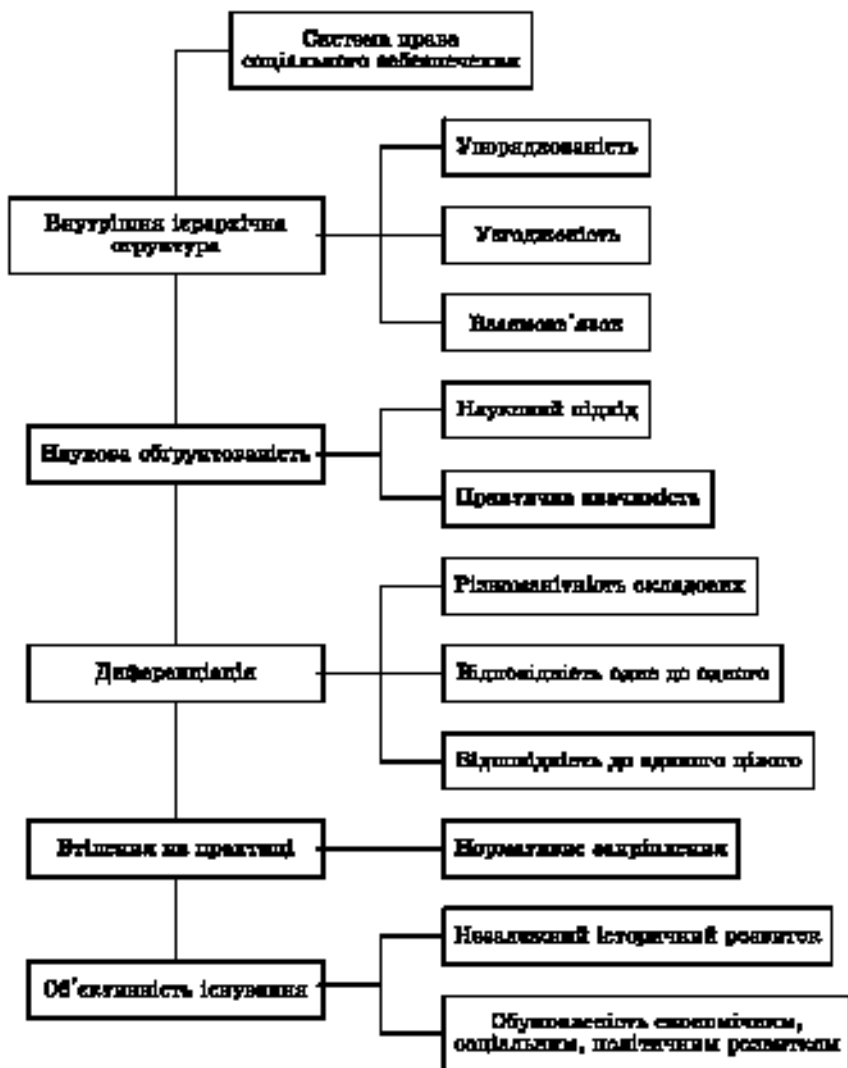 Система права
соціального забезпечення
Упорядкованість
Внутрішня ієрархічна
структура
Узгодженість
Взаємозв'язок
Науковий підхід
Наукова обґрунтованість
Практична значимість
Різноманітність складових
Диференціація
Відповідність одне до одного
Відповідність до єдиного цілого
Втілення на практиці
Нормативне закріплення
Незалежний історичний розвиток
Об'єктивність існування
Обумовленість економічним,
соціальним, політичним розвитком